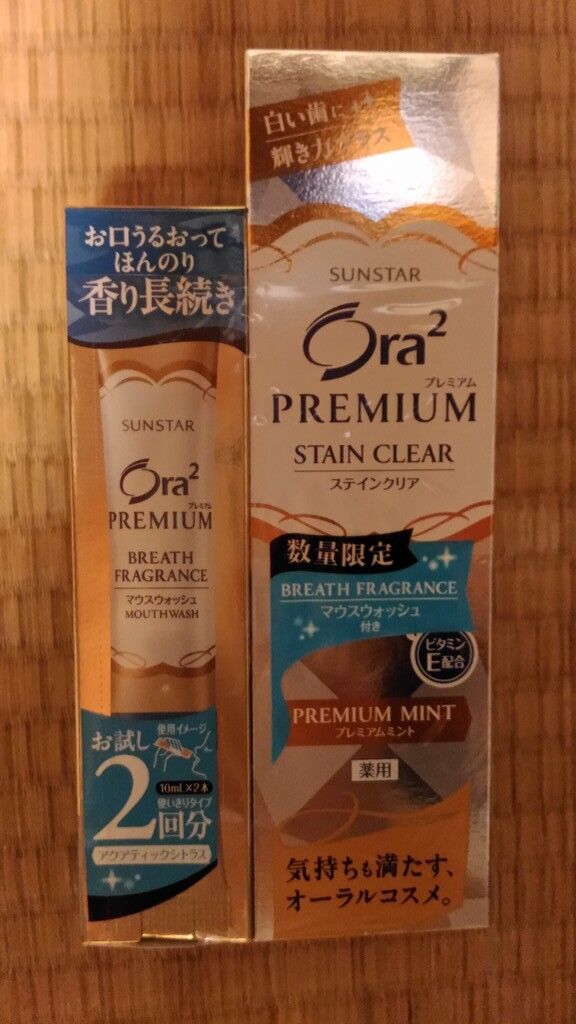 お口うるおって
ほんのり
香り長続き
SUNSTAR
Ora²
プレミアム
PREMIUM
BREATH
FRAGRANCE
マウスウォッシュ
MOUTHWASH
お試し
使用イメージ
2回分
10mL×2本
使いきりタイプ
アクアティックシトラス
白い歯に
輝き力プラス
SUNSTAR
Ora²
プレミアム
PREMIUM
STAIN CLEAR
ステインクリア
数量限定
BREATH FRAGRANCE
マウスウォッシュ
付き
ビタミン
E配合
PREMIUM MINT
プレミアムミント
薬用
気持ちも満たす、
オーラルコスメ。